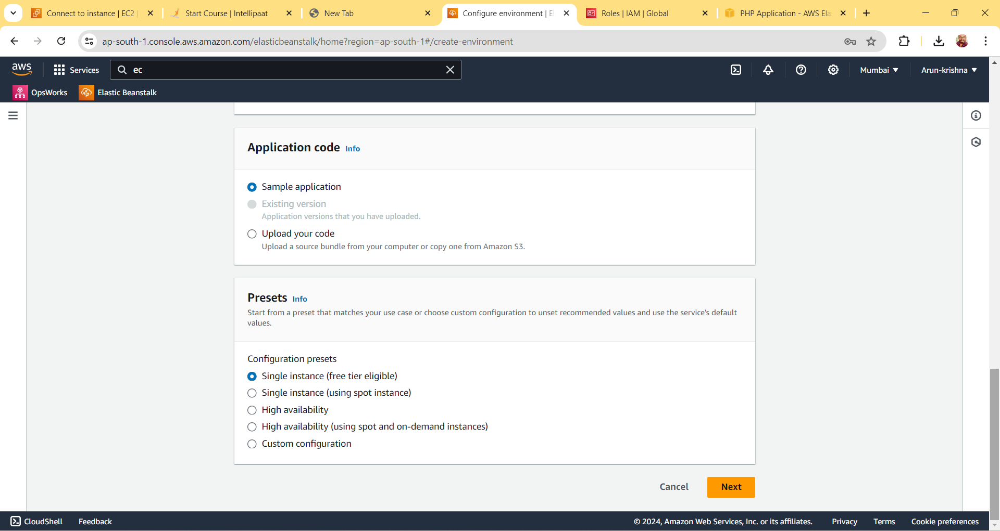 Connect to instance | EC2 |
Start Course | Intellipaat
New Tab
Configure environment | El
Roles | IAM | Global
PHP Application - AWS Ela
ap-south-1.console.aws.amazon.com/elasticbeanstalk/home?region=ap-south-1#/create-environment
aws
Services
ec
Mumbai
Arun-krishna
OpsWorks
Elastic Beanstalk
Application code Info
Sample application
Existing version
Application versions that you have uploaded.
Upload your code
Upload a source bundle from your computer or copy one from Amazon S3.
Presets Info
Start from a preset that matches your use case or choose custom configuration to unset recommended values and use the service's default
values.
Configuration presets
Single instance (free tier eligible)
Single instance (using spot instance)
High availability
High availability (using spot and on-demand instances)
Custom configuration
Cancel
Next
CloudShell
Feedback
© 2024, Amazon Web Services, Inc. or its affiliates.
Privacy
Terms
Cookie preferences